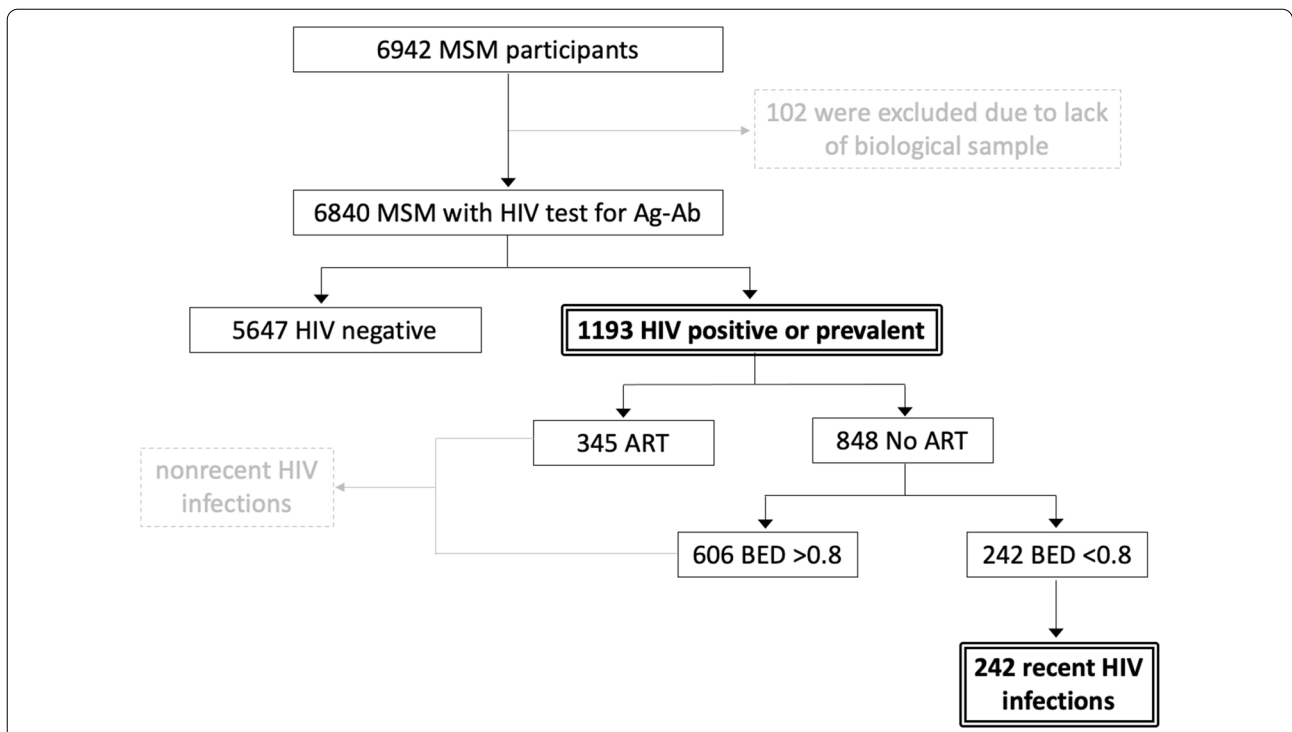 6942 MSM participants
102 were excluded due to lack
of biological sample
6840 MSM with HIV test for Ag-Ab
5647 HIV negative
1193 HIV positive or prevalent
345 ART
848 No ART
nonrecent HIV
infections
606 BED >0.8
242 BED <0.8
242 recent HIV
infections